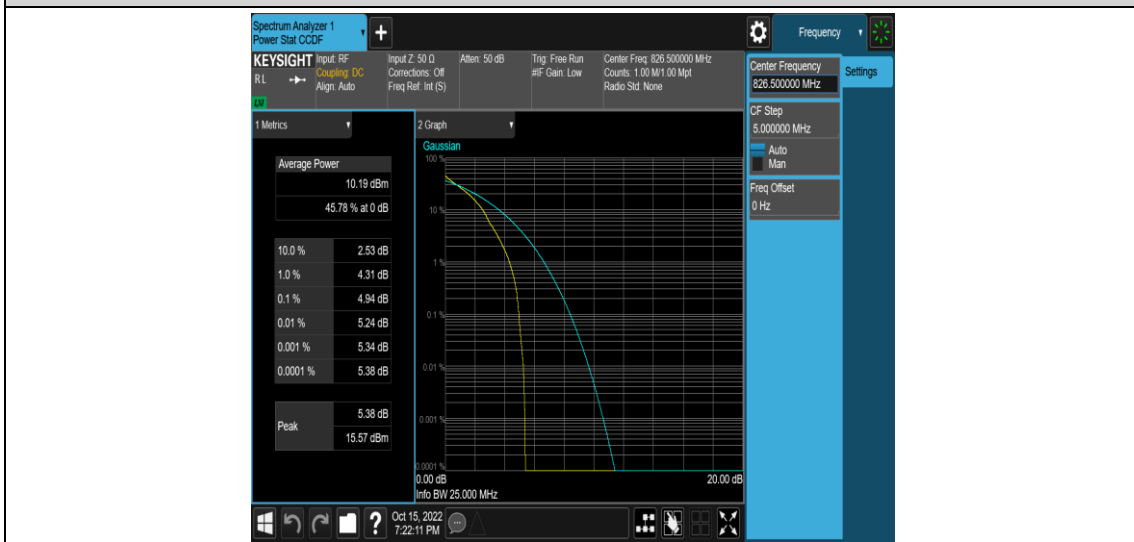 Spectrum Analyzer 1
Power Stat CCDF
+
Frequency
KEYSIGHT
RL
Input: RF
Coupling: DC
Align: Auto
Input Z: 50 Ω
Corrections: Off
Freq Ref: Int (S)
Atten: 50 dB
Trig: Free Run
#IF Gain: Low
Center Freq: 826.500000 MHz
Counts: 1.00 M/1.00 Mpt
Radio Std: None
Center Frequency
826.500000 MHz
Settings
CF Step
5.000000 MHz
Auto
Man
Freq Offset
0 Hz
1 Metrics
Average Power
10.19 dBm
45.78 % at 0 dB
10.0 % 2.53 dB
1.0 % 4.31 dB
0.1 % 4.94 dB
0.01 % 5.24 dB
0.001 % 5.34 dB
0.0001 % 5.38 dB
Peak
5.38 dB
15.57 dBm
2 Graph
Gaussian
100 %
10 %
1 %
0.1 %
0.01 %
0.001 %
0.0001 %
0.00 dB 20.00 dB
Info BW 25.000 MHz
?
Oct 15, 2022
7:22:11 PM